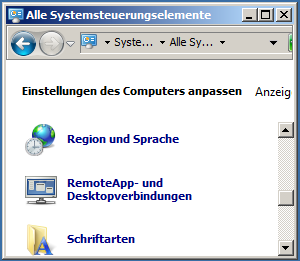 Alle Systemsteuerungselemente
Syste... Alle Sy...
Einstellungen des Computers anpassen Anzeig
Region und Sprache
RemoteApp- und
Desktopverbindungen
Schriftarten